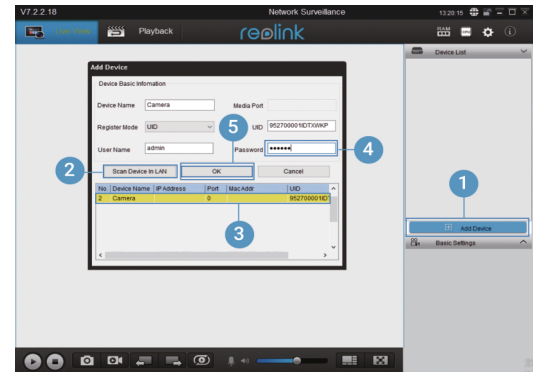 V7.2.2.18 Network Surveillance 13:20:15
Live View Playback reolink RAM CPU
Device List
Add Device
Device Basic Infomation
Device Name Camera Media Port
Register Mode UID UID 952700001IDTXWKP
5
User Name admin Password ●●●●●● 4
2 Scan Device In LAN OK Cancel
1
No. Device Name IP Address Port Mac Addr UID
2 Camera 0 952700001ID
3
Add Device
Basic Settings